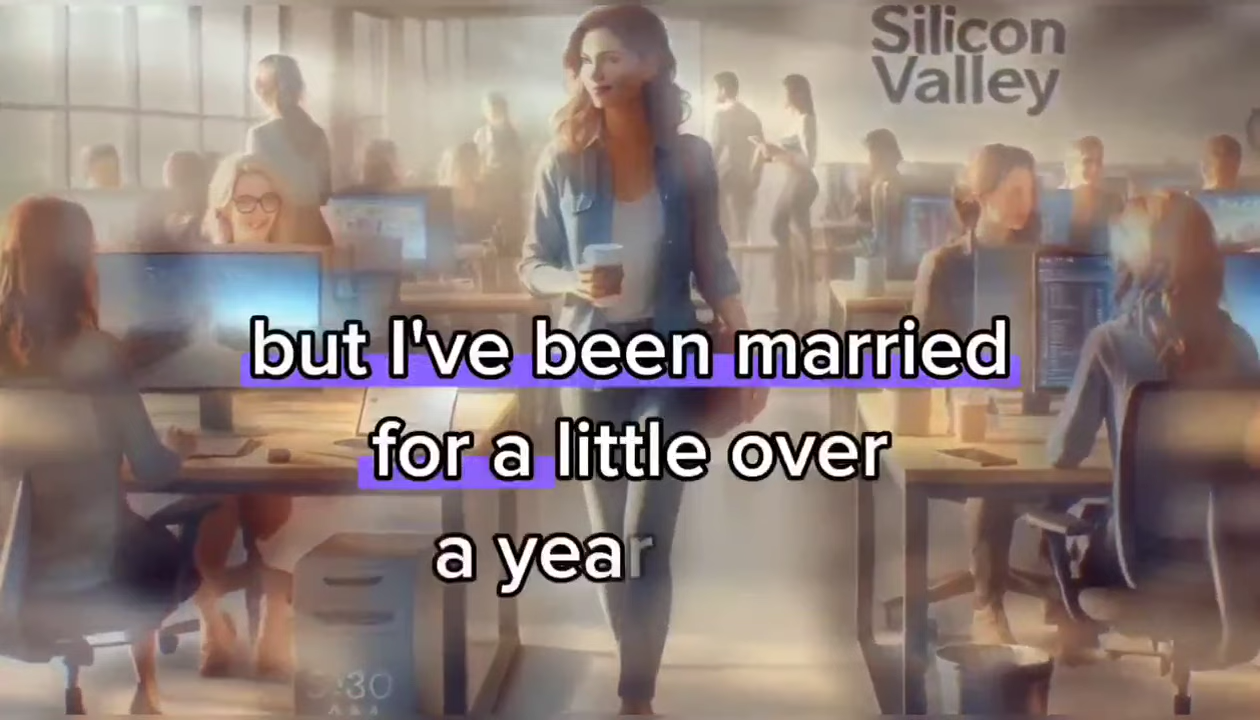 Silicon
Valley
but I've been married
for a little over
a year